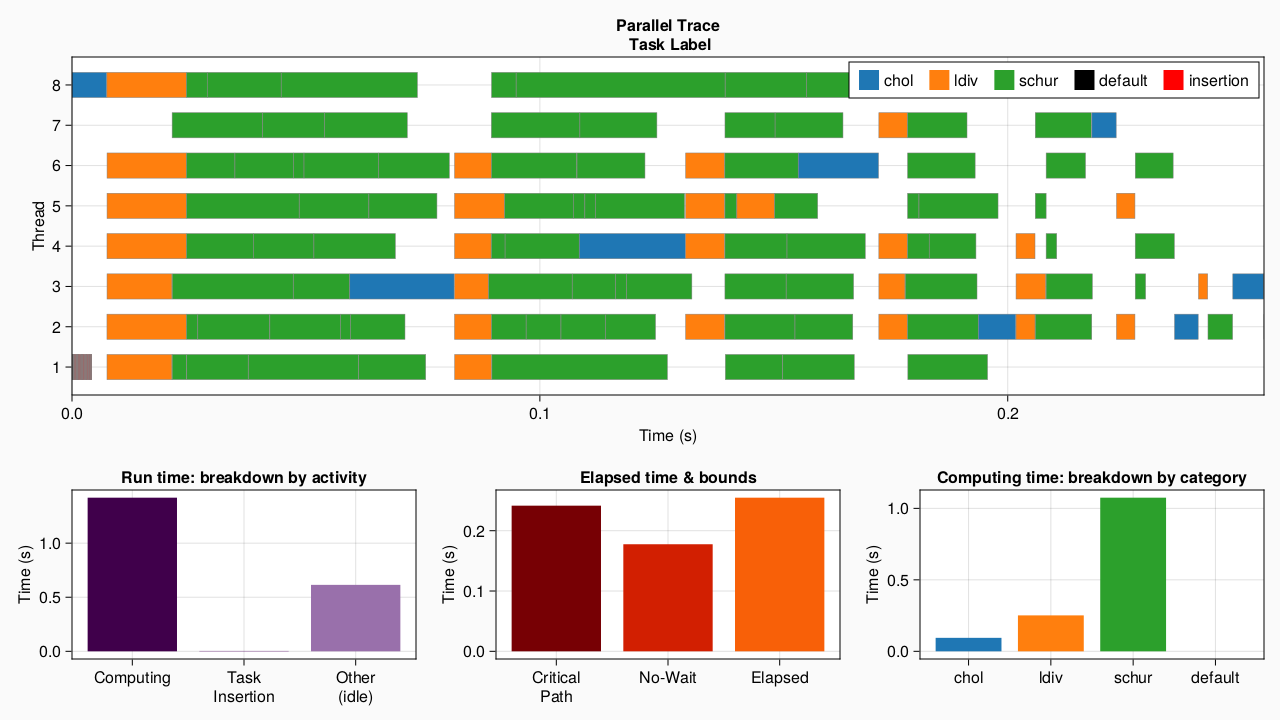 Parallel Trace
Task Label
chol ldiv schur default insertion
8
7
6
5
4
3
2
1
Thread
0.0 0.1 0.2
Time (s)
Run time: breakdown by activity
Time (s)
1.0
0.5
0.0
Computing Task Insertion Other (idle)
Elapsed time & bounds
Time (s)
0.2
0.1
0.0
Critical Path No-Wait Elapsed
Computing time: breakdown by category
Time (s)
1.0
0.5
0.0
chol ldiv schur default